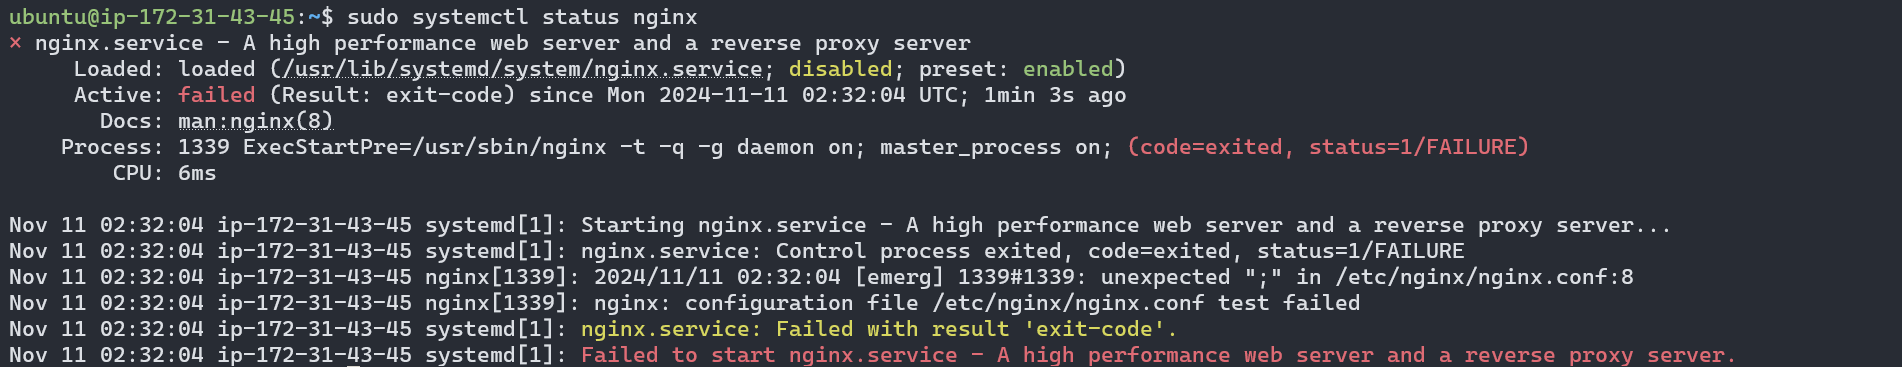 ubuntu@ip-172-31-43-45:~$ sudo systemctl status nginx
× nginx.service - A high performance web server and a reverse proxy server
     Loaded: loaded (/usr/lib/systemd/system/nginx.service; disabled; preset: enabled)
     Active: failed (Result: exit-code) since Mon 2024-11-11 02:32:04 UTC; 1min 3s ago
       Docs: man:nginx(8)
    Process: 1339 ExecStartPre=/usr/sbin/nginx -t -q -g daemon on; master_process on; (code=exited, status=1/FAILURE)
        CPU: 6ms

Nov 11 02:32:04 ip-172-31-43-45 systemd[1]: Starting nginx.service - A high performance web server and a reverse proxy server...
Nov 11 02:32:04 ip-172-31-43-45 systemd[1]: nginx.service: Control process exited, code=exited, status=1/FAILURE
Nov 11 02:32:04 ip-172-31-43-45 nginx[1339]: 2024/11/11 02:32:04 [emerg] 1339#1339: unexpected ";" in /etc/nginx/nginx.conf:8
Nov 11 02:32:04 ip-172-31-43-45 nginx[1339]: nginx: configuration file /etc/nginx/nginx.conf test failed
Nov 11 02:32:04 ip-172-31-43-45 systemd[1]: nginx.service: Failed with result 'exit-code'.
Nov 11 02:32:04 ip-172-31-43-45 systemd[1]: Failed to start nginx.service - A high performance web server and a reverse proxy server.